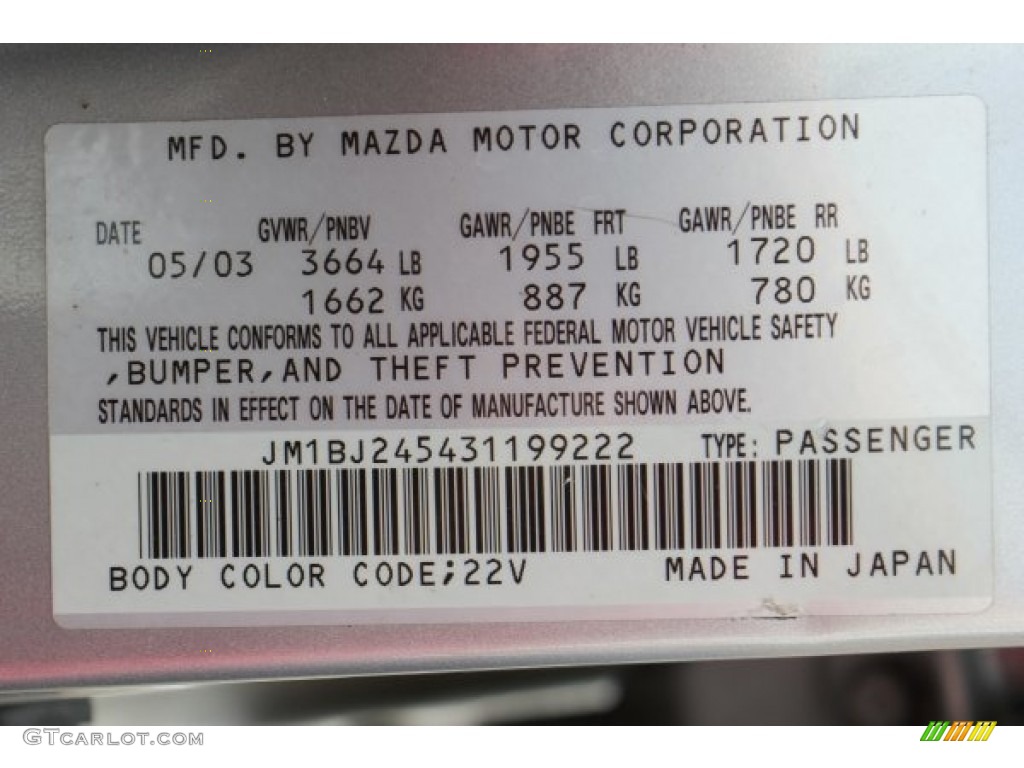 MFD. BY MAZDA MOTOR CORPORATION
DATE GVWR/PNBV GAWR/PNBE FRT GAWR/PNBE RR
05/03 3664 LB 1955 LB 1720 LB
1662 KG 887 KG 780 KG
THIS VEHICLE CONFORMS TO ALL APPLICABLE FEDERAL MOTOR VEHICLE SAFETY
,BUMPER,AND THEFT PREVENTION
STANDARDS IN EFFECT ON THE DATE OF MANUFACTURE SHOWN ABOVE.
JM1BJ245431199222 TYPE: PASSENGER
BODY COLOR CODE;22V MADE IN JAPAN
GTCarlot.com